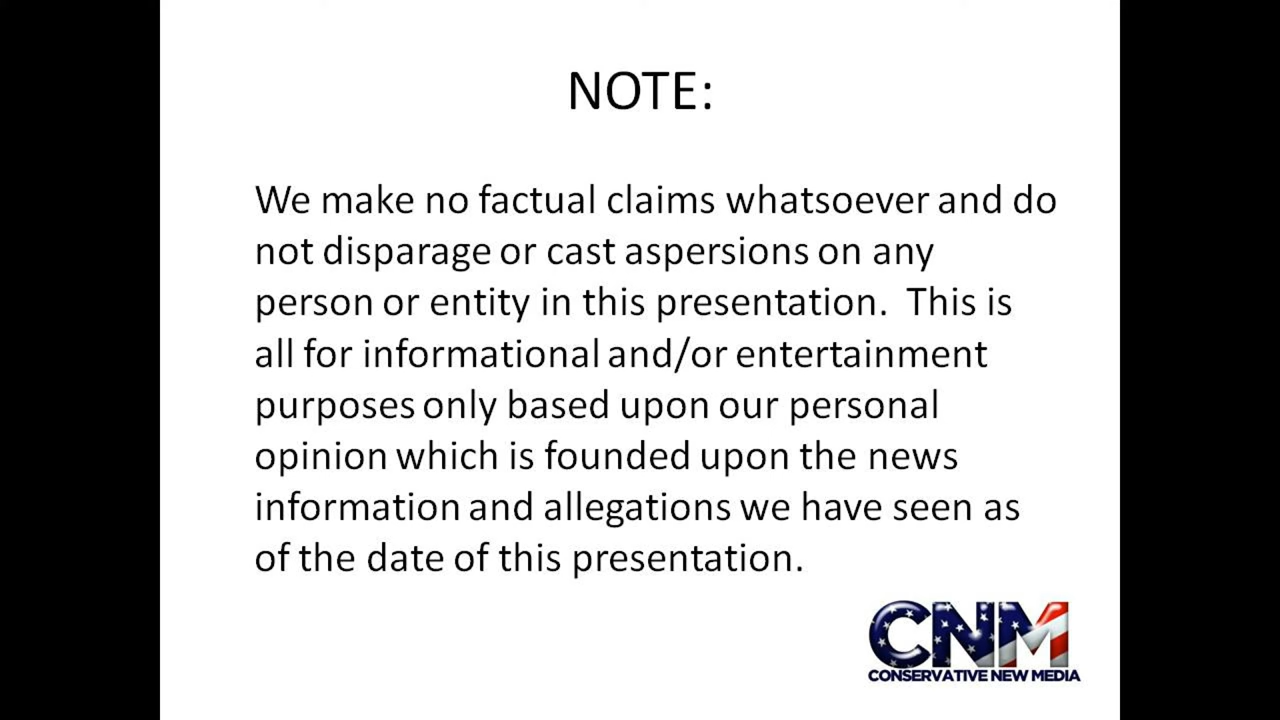 NOTE:
We make no factual claims whatsoever and do
not disparage or cast aspersions on any
person or entity in this presentation.  This is
all for informational and/or entertainment
purposes only based upon our personal
opinion which is founded upon the news
information and allegations we have seen as
of the date of this presentation.
CNM
CONSERVATIVE NEW MEDIA